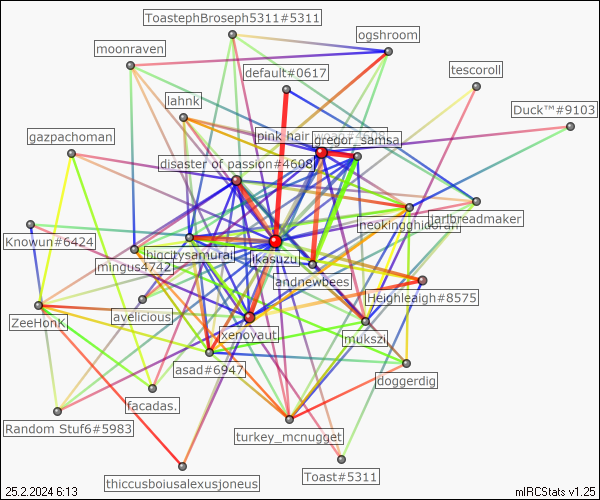 ToastephBroseph5311#5311
ogshroom
moonraven
default#0617
tescoroll
lahnk
Duck™#9103
pink hair
gregor_samsa
gazpachoman
disaster of passion#4608
jarlbreadmaker
neokingghidorah
Knowun#6424
bigcitysamurai
jikasuzu
mingus4742
andnewbees
Heighleaigh#8575
ZeeHonK
avelicious
xenoyaut
mukszi
asad#6947
doggerdig
facadas.
Random Stuf6#5983
turkey_mcnugget
thiccusboiusalexusjoneus
Toast#5311
25.2.2024 6:13
mIRCStats v1.25